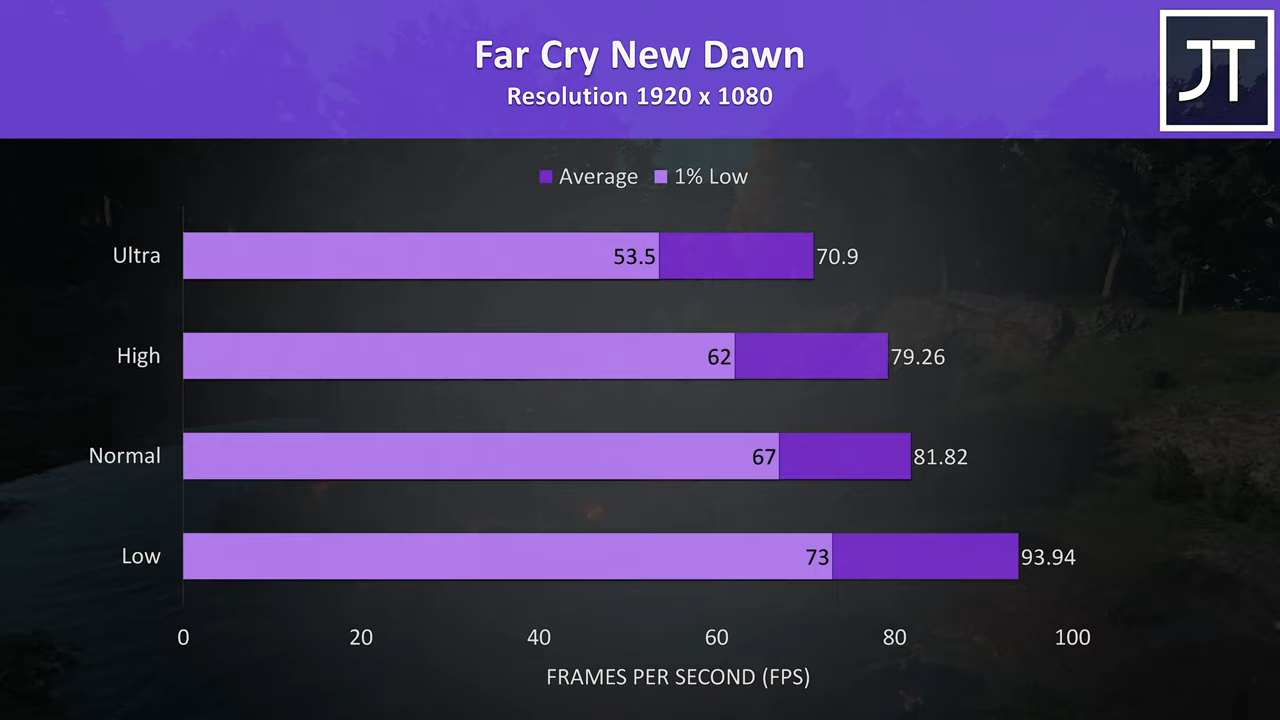 Far Cry New Dawn
Resolution 1920 x 1080
JT
Average 1% Low
Ultra 53.5 70.9
High 62 79.26
Normal 67 81.82
Low 73 93.94
0 20 40 60 80 100
FRAMES PER SECOND (FPS)